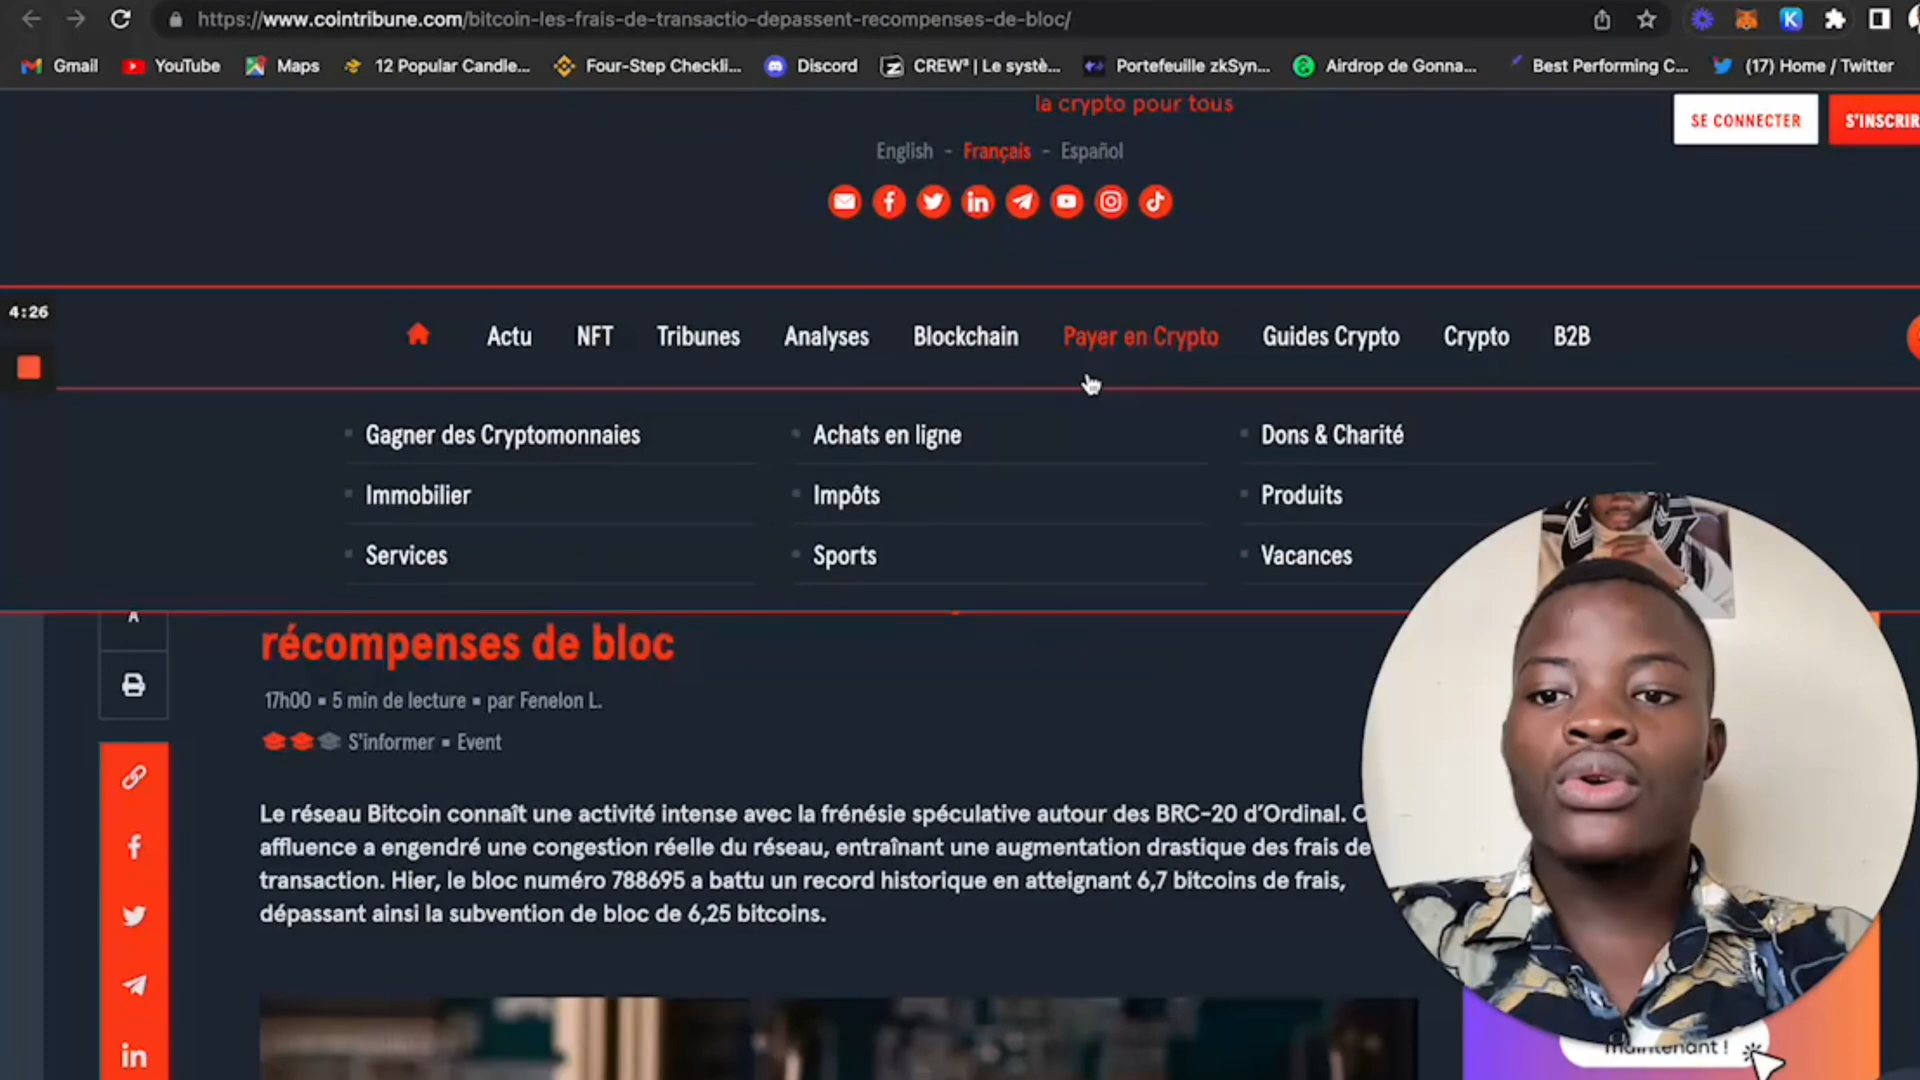 https://www.cointribune.com/bitcoin-les-frais-de-transactio-depassent-recompenses-de-bloc/
Gmail YouTube Maps 12 Popular Candle... Four-Step Checkli... Discord CREW³ | Le systè... Portefeuille zkSyn... Airdrop de Gonna... Best Performing C... (17) Home / Twitter
la crypto pour tous
SE CONNECTER S'INSCRIR
English - Français - Español
4:26
Actu NFT Tribunes Analyses Blockchain Payer en Crypto Guides Crypto Crypto B2B
Gagner des Cryptomonnaies Achats en ligne Dons & Charité
Immobilier Impôts Produits
Services Sports Vacances
A
récompenses de bloc
17h00 ▪ 5 min de lecture ▪ par Fenelon L.
S'informer ▪ Event
Le réseau Bitcoin connaît une activité intense avec la frénésie spéculative autour des BRC-20 d'Ordinal.
affluence a engendré une congestion réelle du réseau, entraînant une augmentation drastique des frais de
transaction. Hier, le bloc numéro 788695 a battu un record historique en atteignant 6,7 bitcoins de frais,
dépassant ainsi la subvention de bloc de 6,25 bitcoins.
maintenant !